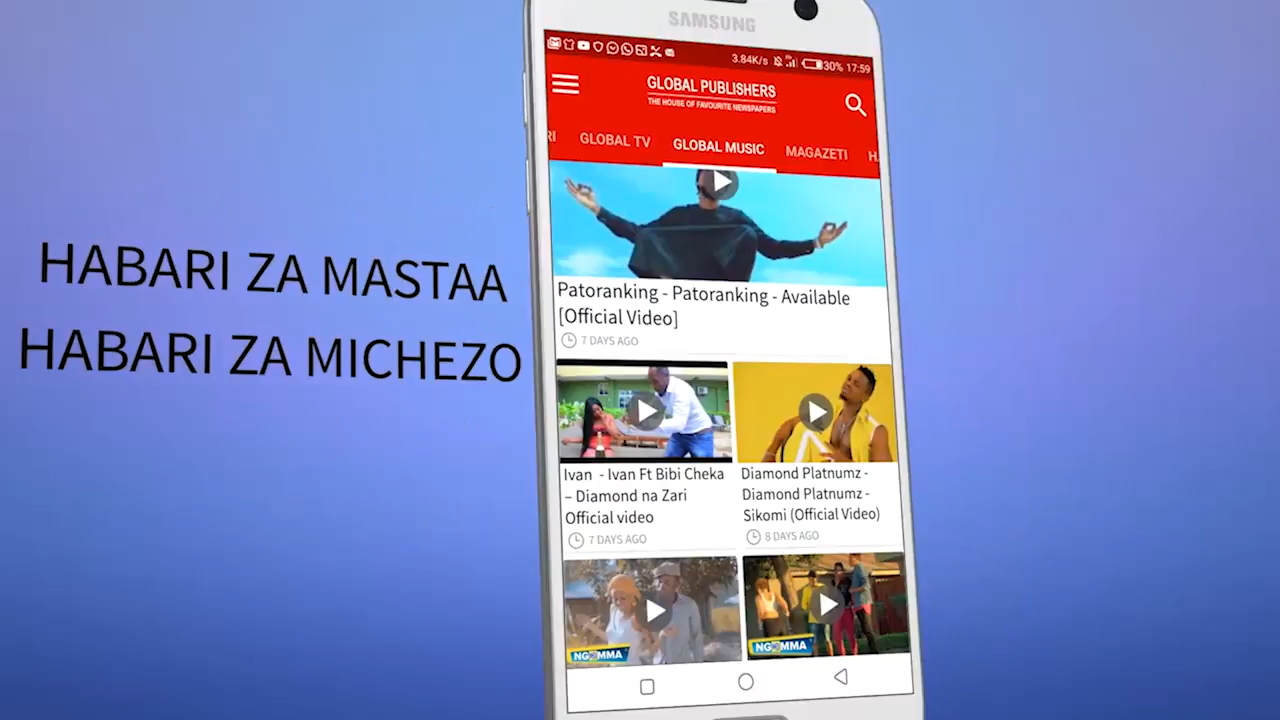 HABARI ZA MASTAA
HABARI ZA MICHEZO
SAMSUNG
3.84K/s 30% 17:59
GLOBAL PUBLISHERS
THE HOUSE OF FAVOURITE NEWSPAPERS
RI GLOBAL TV GLOBAL MUSIC MAGAZETI H
Patoranking - Patoranking - Available
[Official Video]
7 DAYS AGO
Ivan - Ivan Ft Bibi Cheka
– Diamond na Zari
Official video
7 DAYS AGO
Diamond Platnumz -
Diamond Platnumz -
Sikomi (Official Video)
8 DAYS AGO
NGOMMA
NGOMMA